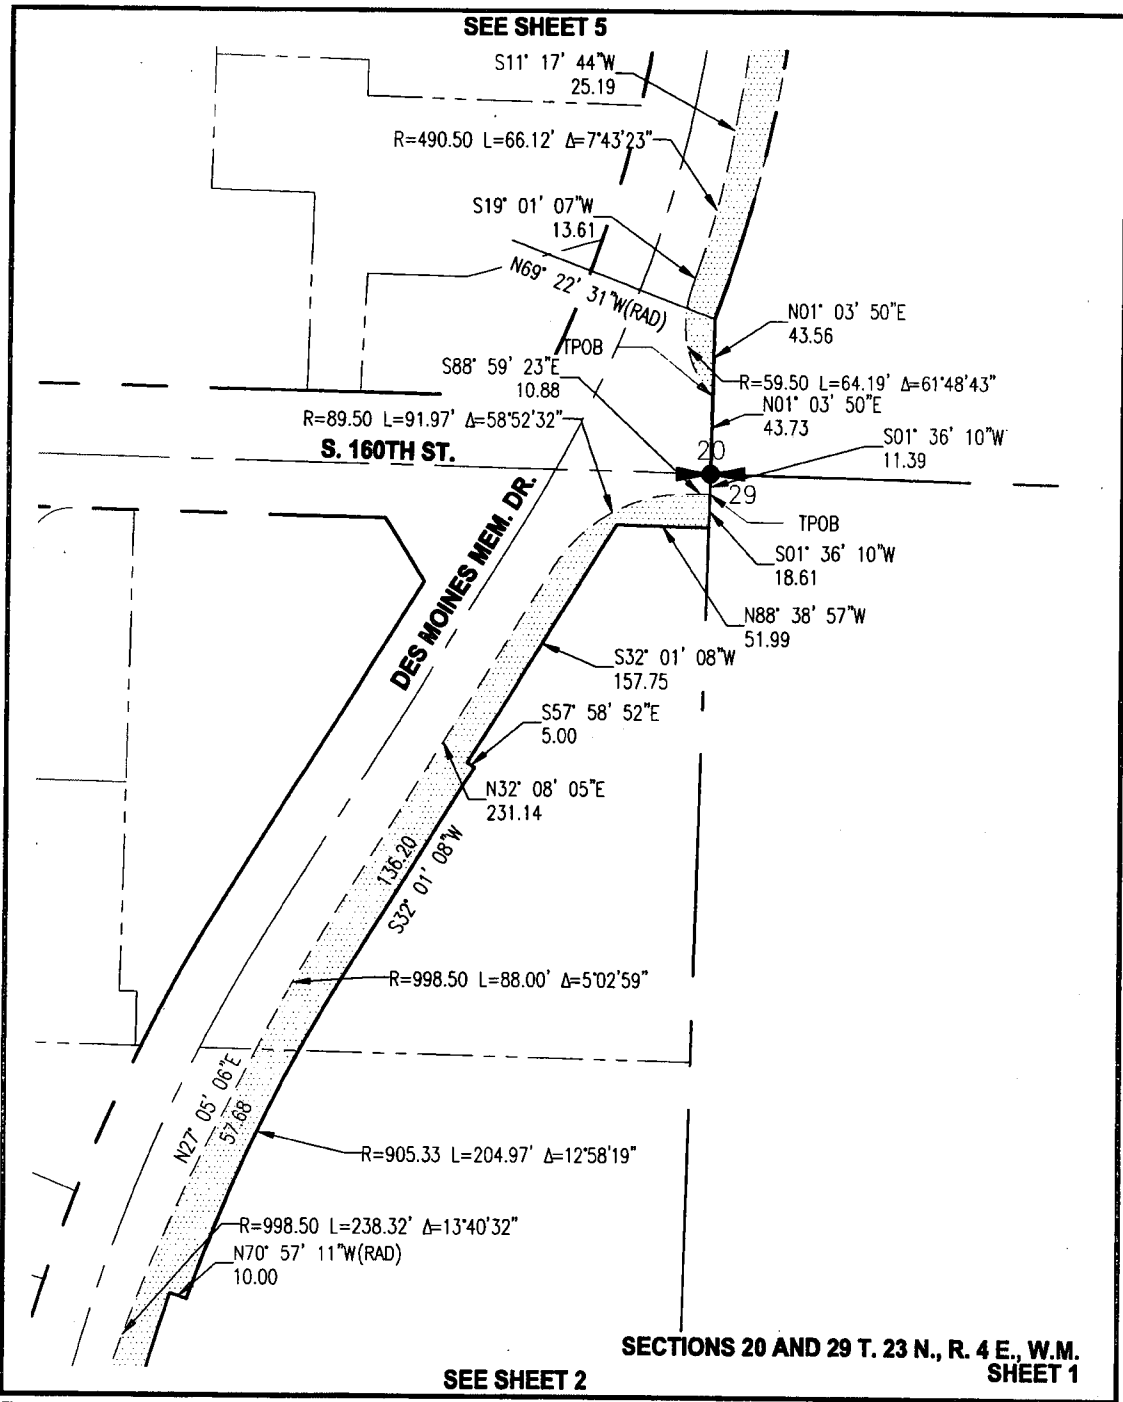 SEE SHEET 5
S11° 17' 44"W
25.19
R=490.50 L=66.12' Δ=7°43'23"
S19° 01' 07"W
13.61
N69° 22' 31"W(RAD)
N01° 03' 50"E
43.56
TPOB
S88° 59' 23"E
10.88
R=59.50 L=64.19' Δ=61°48'43"
N01° 03' 50"E
43.73
R=89.50 L=91.97' Δ=58°52'32"
S. 160TH ST.
S01° 36' 10"W
11.39
20
29
TPOB
S01° 36' 10"W
18.61
DES MOINES MEM. DR.
N88° 38' 57"W
51.99
S32° 01' 08"W
157.75
S57° 58' 52"E
5.00
N32° 08' 05"E
231.14
136.20
S32° 01' 08"W
R=998.50 L=88.00' Δ=5°02'59"
N27° 05' 06"E
57.68
R=905.33 L=204.97' Δ=12°58'19"
R=998.50 L=238.32' Δ=13°40'32"
N70° 57' 11"W(RAD)
10.00
SECTIONS 20 AND 29 T. 23 N., R. 4 E., W.M.
SHEET 1
SEE SHEET 2